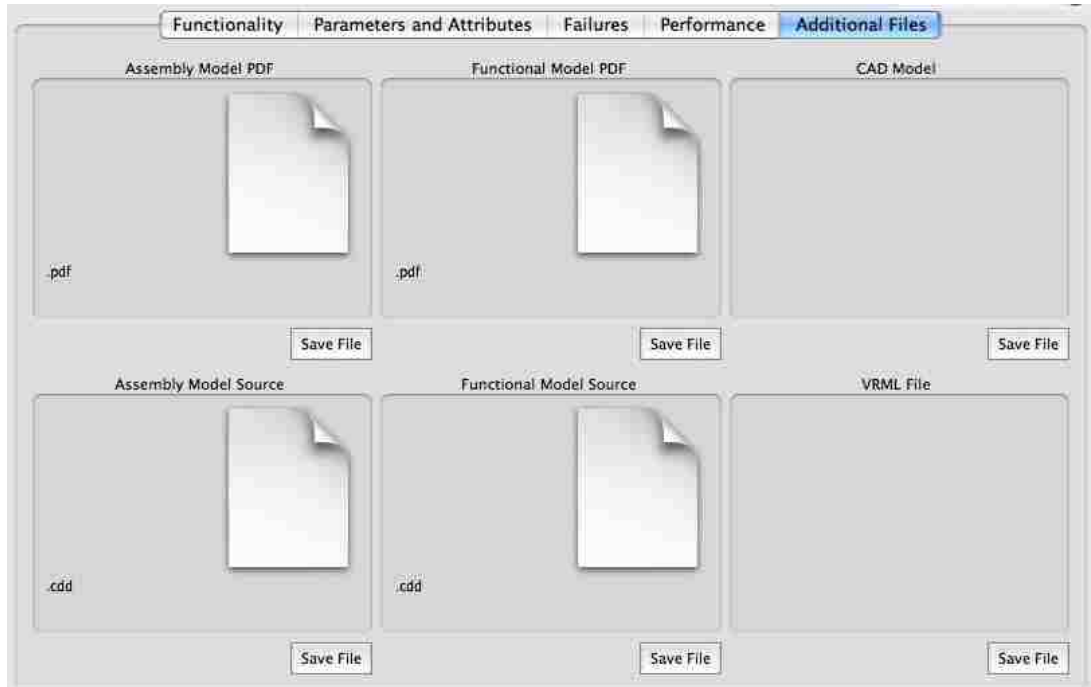 Functionality Parameters and Attributes Failures Performance Additional Files
Assembly Model PDF Functional Model PDF CAD Model
.pdf .pdf
Save File Save File Save File
Assembly Model Source Functional Model Source VRML File
.cdd .cdd
Save File Save File Save File